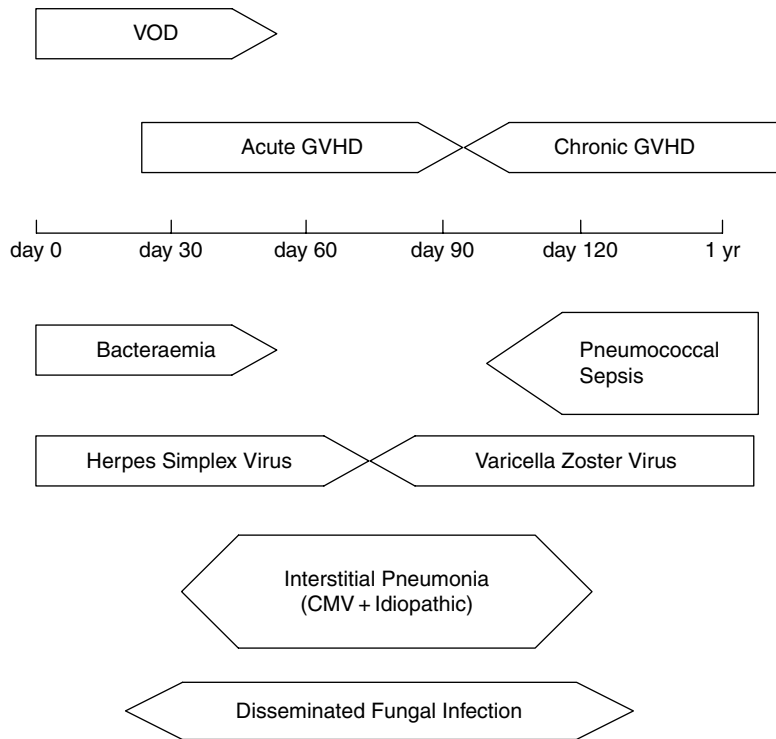 VOD
Acute GVHD
Chronic GVHD
day 0
day 30
day 60
day 90
day 120
1 yr
Bacteraemia
Pneumococcal
Sepsis
Herpes Simplex Virus
Varicella Zoster Virus
Interstitial Pneumonia
(CMV + Idiopathic)
Disseminated Fungal Infection